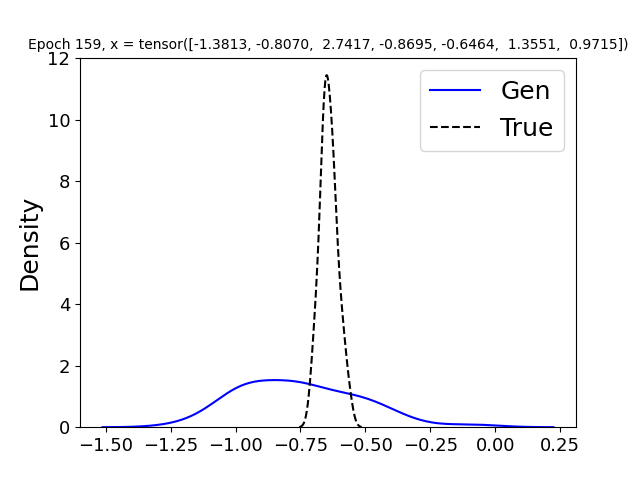 Epoch 159, x = tensor([-1.3813, -0.8070,  2.7417, -0.8695, -0.6464,  1.3551,  0.9715])
12
10
8
6
4
2
0
Density
Gen
True
−1.50 −1.25 −1.00 −0.75 −0.50 −0.25 0.00 0.25